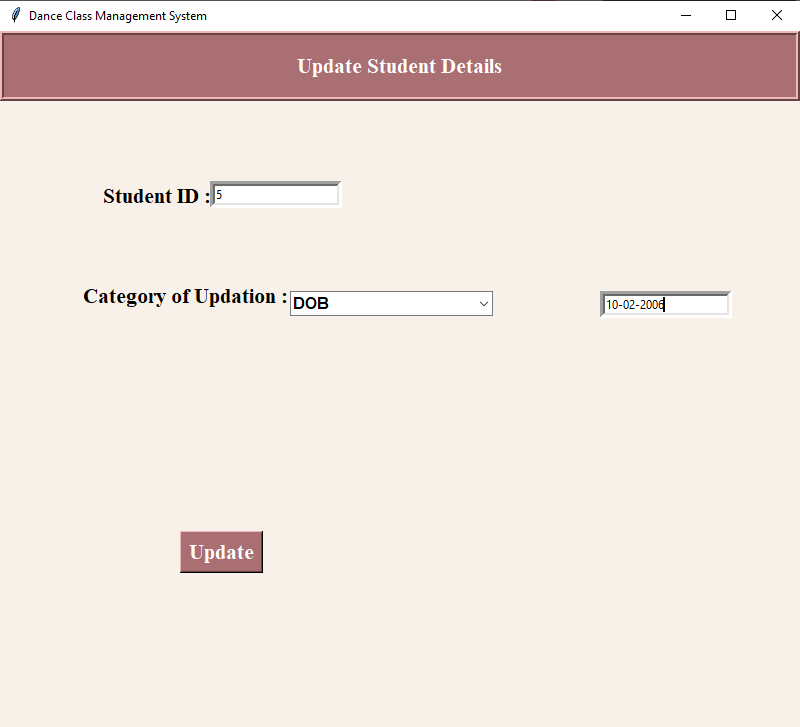 Dance Class Management System
Update Student Details
Student ID : 5
Category of Updation : DOB 10-02-2006
Update